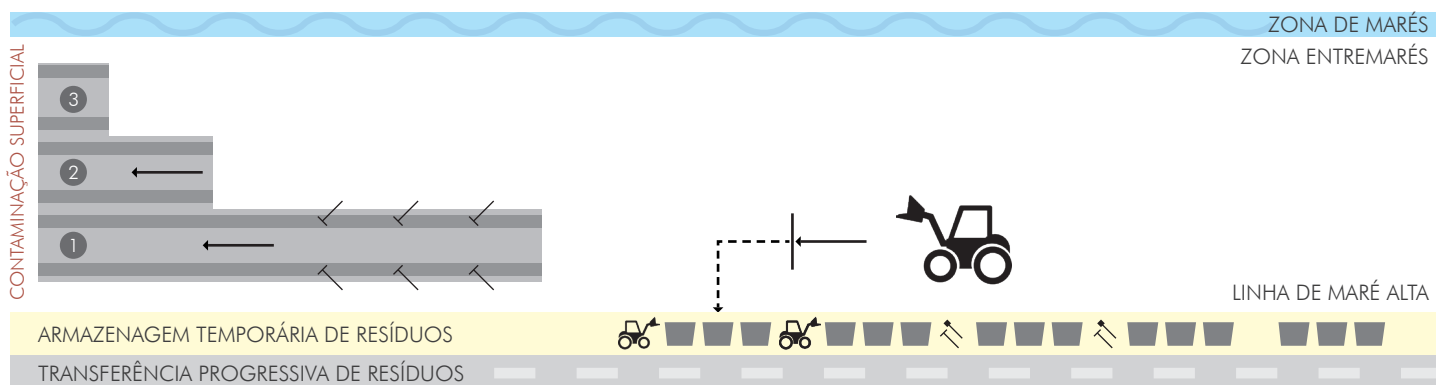 ZONA DE MARÉS
ZONA ENTREMARÉS
CONTAMINAÇÃO SUPERFICIAL
3
2
1
LINHA DE MARÉ ALTA
ARMAZENAGEM TEMPORÁRIA DE RESÍDUOS
TRANSFERÊNCIA PROGRESSIVA DE RESÍDUOS